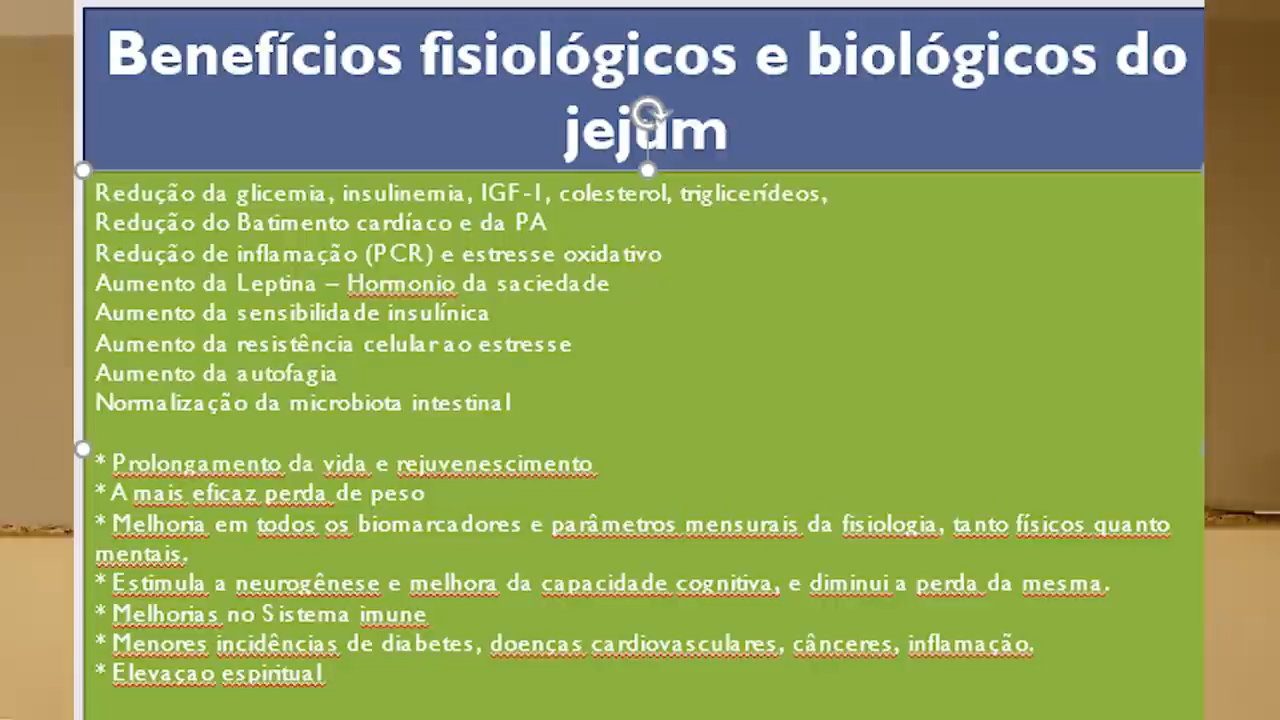 Benefícios fisiológicos e biológicos do
jejum
Redução da glicemia, insulinemia, IGF-1, colesterol, triglicerídeos,
Redução do Batimento cardíaco e da PA
Redução de inflamação (PCR) e estresse oxidativo
Aumento da Leptina – Hormonio da saciedade
Aumento da sensibilidade insulínica
Aumento da resistência celular ao estresse
Aumento da autofagia
Normalização da microbiota intestinal
* Prolongamento da vida e rejuvenescimento
* A mais eficaz perda de peso
* Melhoria em todos os biomarcadores e parâmetros mensurais da fisiologia, tanto físicos quanto
mentais.
* Estimula a neurogênese e melhora da capacidade cognitiva, e diminui a perda da mesma.
* Melhorias no Sistema imune
* Menores incidências de diabetes, doenças cardiovasculares, cânceres, inflamação.
* Elevaçao espiritual